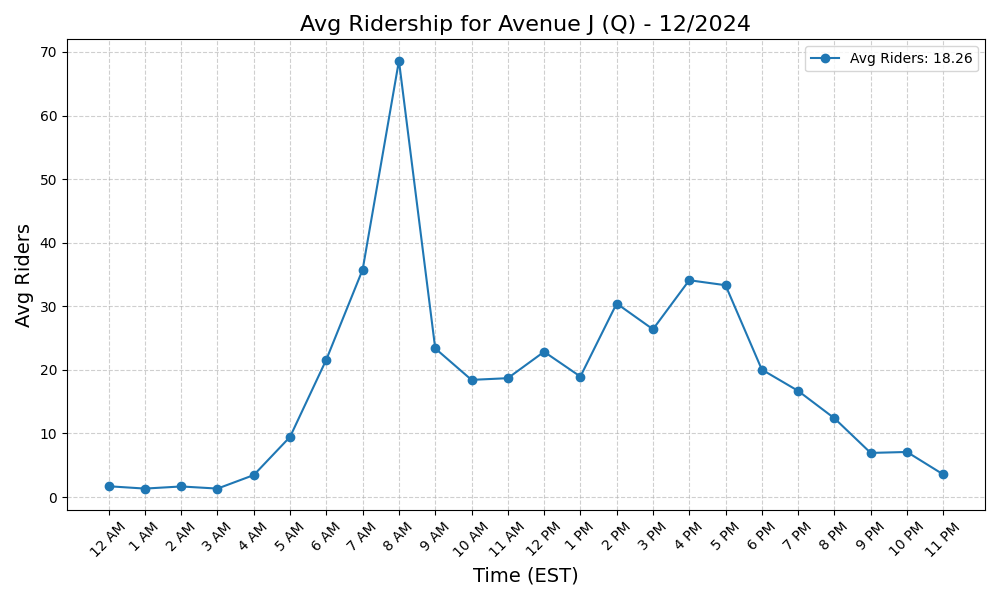 Avg Ridership for Avenue J (Q) - 12/2024
Avg Riders: 18.26
Avg Riders
70
60
50
40
30
20
10
0
12 AM
1 AM
2 AM
3 AM
4 AM
5 AM
6 AM
7 AM
8 AM
9 AM
10 AM
11 AM
12 PM
1 PM
2 PM
3 PM
4 PM
5 PM
6 PM
7 PM
8 PM
9 PM
10 PM
11 PM
Time (EST)